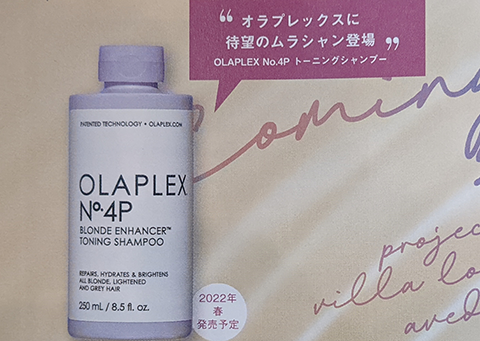 “ オラプレックスに
待望のムラシャン登場 ”
OLAPLEX No.4P トーニングシャンプー
PATENTED TECHNOLOGY • OLAPLEX.COM
OLAPLEX
Nº.4P
BLONDE ENHANCER™
TONING SHAMPOO
REPAIRS, HYDRATES & BRIGHTENS
ALL BLONDE, LIGHTENED
AND GREY HAIR
250 mL / 8.5 fl. oz.
2022年
春
発売予定
villa